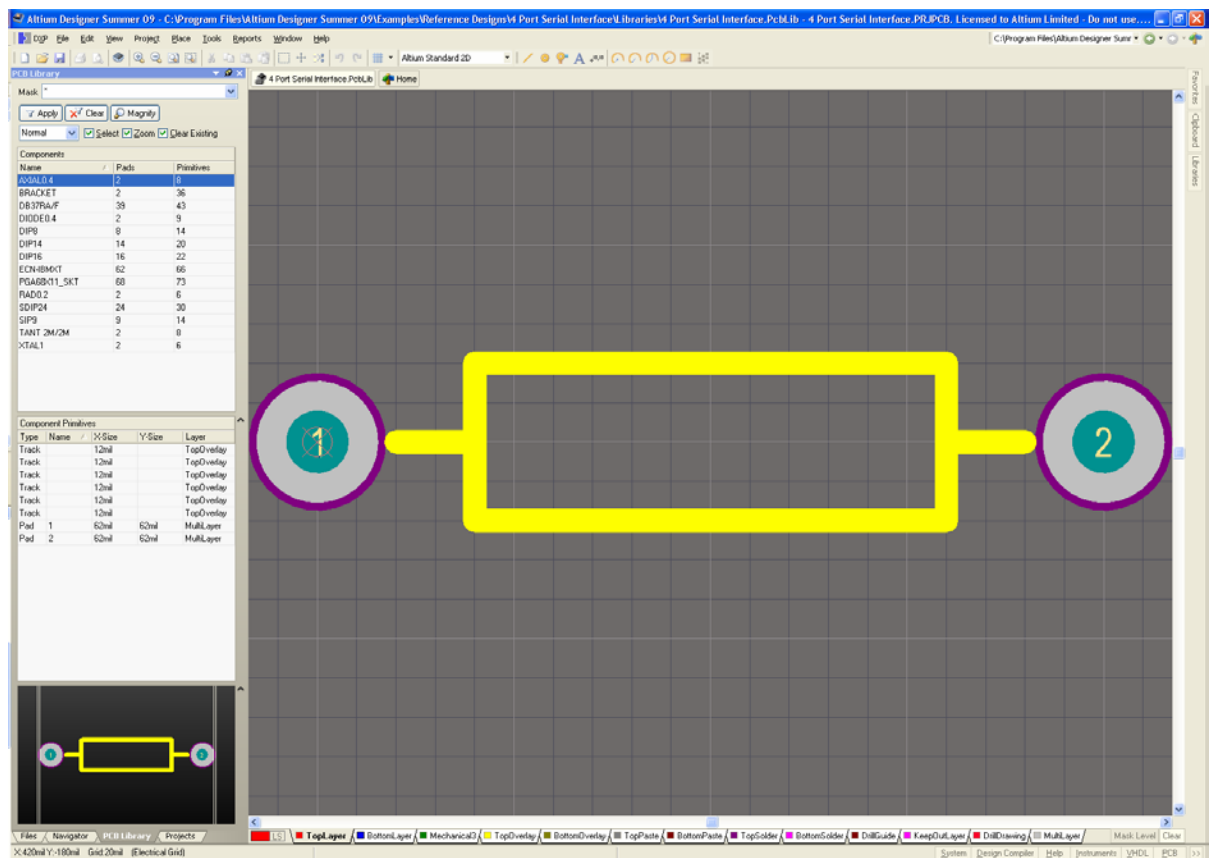 Altium Designer Summer 09 - C:\Program Files\Altium Designer Summer 09\Examples\Reference Designs\4 Port Serial Interface\Libraries\4 Port Serial Interface.PcbLib - 4 Port Serial Interface.PRJPCB. Licensed to Altium Limited - Do not use....
DXP File Edit View Project Place Tools Reports Window Help C:\Program Files\Altium Designer Sumr
Altium Standard 2D
PCB Library
4 Port Serial Interface.PcbLib Home
Mask *
Apply Clear Magnify
Normal Select Zoom Clear Existing
Components
Name / Pads Primitives
AXIAL0.4 2 8
BRACKET 2 36
DB37RA/F 39 43
DIODE0.4 2 9
DIP8 8 14
DIP14 14 20
DIP16 16 22
ECN-IBMXT 62 66
PGA68X11_SKT 68 73
RAD0.2 2 6
SDIP24 24 30
SIP9 9 14
TANT 2M/2M 2 8
XTAL1 2 6
Component Primitives
Type Name / X-Size Y-Size Layer
Track 12mil TopOverlay
Track 12mil TopOverlay
Track 12mil TopOverlay
Track 12mil TopOverlay
Track 12mil TopOverlay
Track 12mil TopOverlay
Pad 1 62mil 62mil MultiLayer
Pad 2 62mil 62mil MultiLayer
1 2
1 2
Favorites
Clipboard
Libraries
Files Navigator PCB Library Projects
LS TopLayer BottomLayer Mechanical3 TopOverlay BottomOverlay TopPaste BottomPaste TopSolder BottomSolder DrillGuide KeepOutLayer DrillDrawing MultiLayer Mask Level Clear
X:420mil Y:-180mil Grid:20mil (Electrical Grid) System Design Compiler Help Instruments VHDL PCB >>